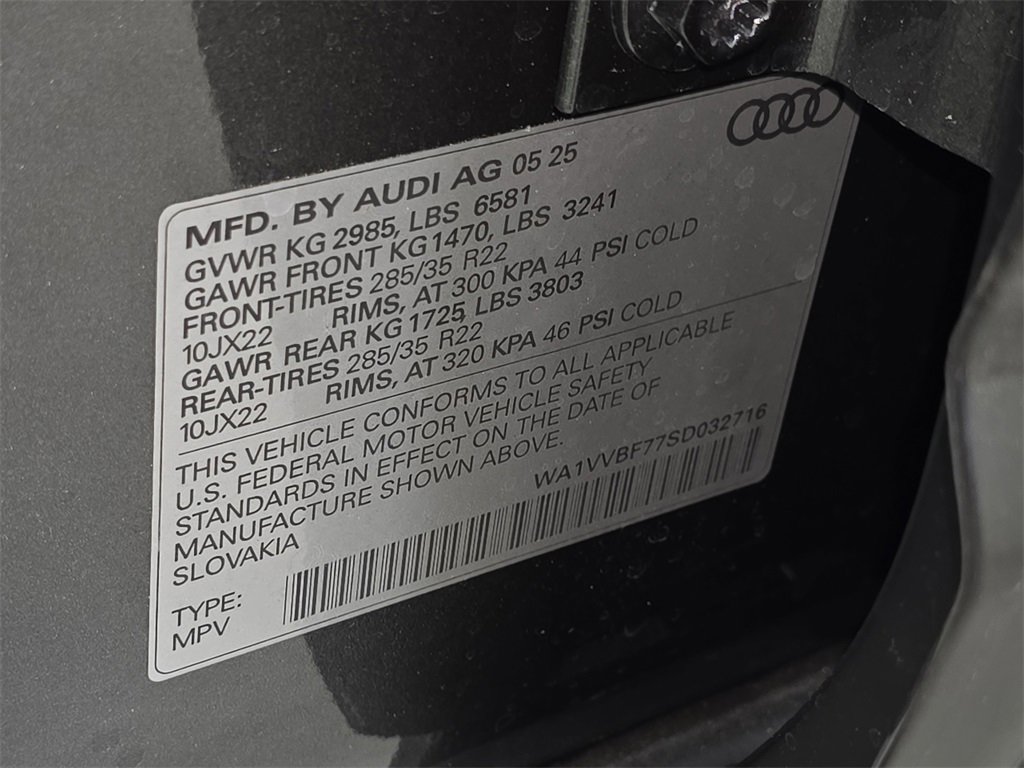 MFD. BY AUDI AG 05 25
GVWR KG 2985, LBS 6581
GAWR FRONT KG 1470, LBS 3241
FRONT-TIRES 285/35 R22
10JX22 RIMS, AT 300 KPA 44 PSI COLD
GAWR REAR KG 1725, LBS 3803
REAR-TIRES 285/35 R22
10JX22 RIMS, AT 320 KPA 46 PSI COLD
THIS VEHICLE CONFORMS TO ALL APPLICABLE
U.S. FEDERAL MOTOR VEHICLE SAFETY
STANDARDS IN EFFECT ON THE DATE OF
MANUFACTURE SHOWN ABOVE.
SLOVAKIA
WA1VVBF77SD032716
TYPE:
MPV